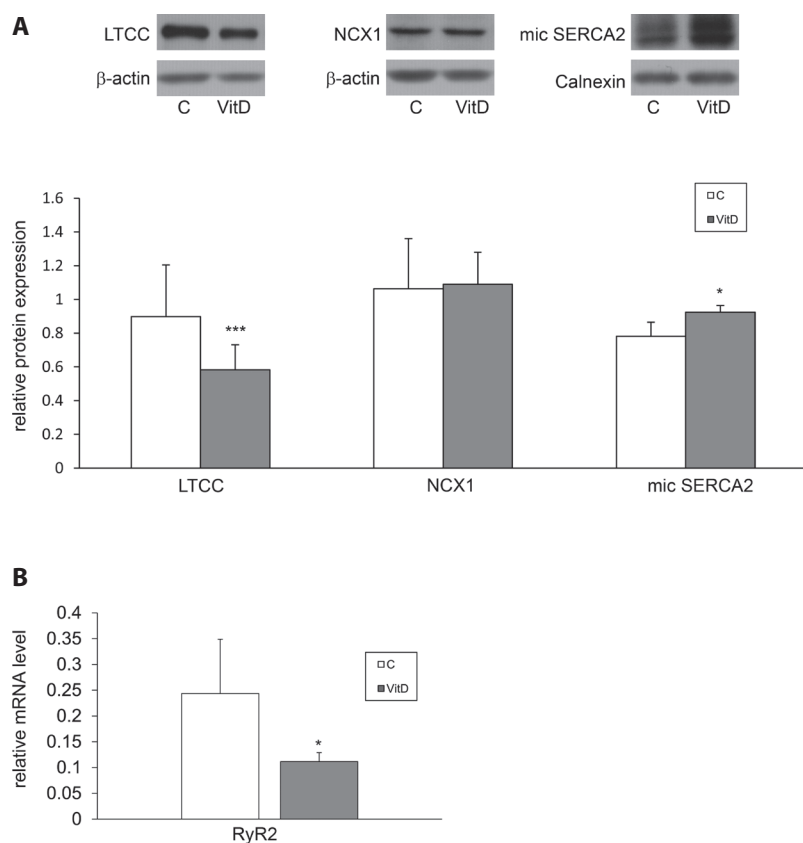 A
LTCC
NCX1
mic SERCA2
β-actin
β-actin
Calnexin
C VitD
C VitD
C VitD
relative protein expression
1.6
1.4
1.2
1
0.8
0.6
0.4
0.2
0
C
VitD
***
*
LTCC
NCX1
mic SERCA2
B
relative mRNA level
0.4
0.35
0.3
0.25
0.2
0.15
0.1
0.05
0
C
VitD
*
RyR2